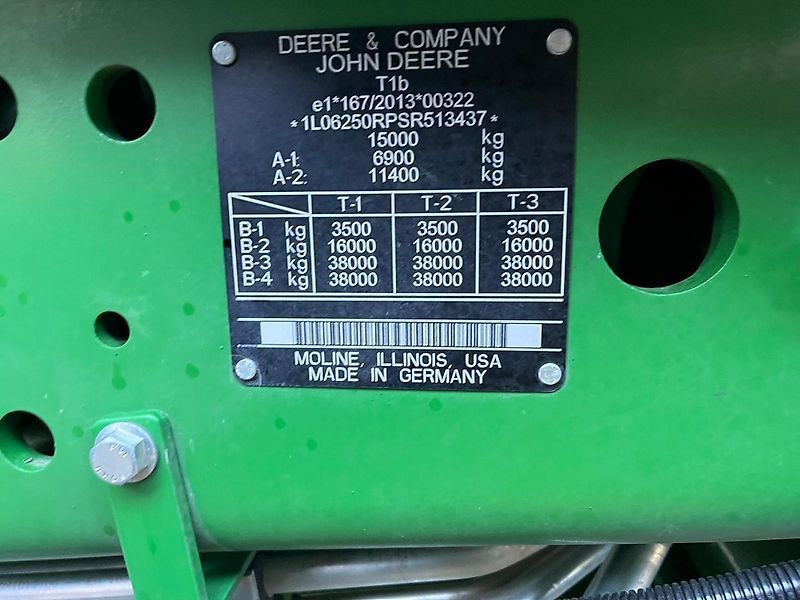 DEERE & COMPANY
JOHN DEERE
T1b
e1*167/2013*00322
*1L06250RPSR513437*
15000 kg
A-1: 6900 kg
A-2: 11400 kg
T-1 T-2 T-3
B-1 kg 3500 3500 3500
B-2 kg 16000 16000 16000
B-3 kg 38000 38000 38000
B-4 kg 38000 38000 38000
MOLINE, ILLINOIS, USA
MADE IN GERMANY